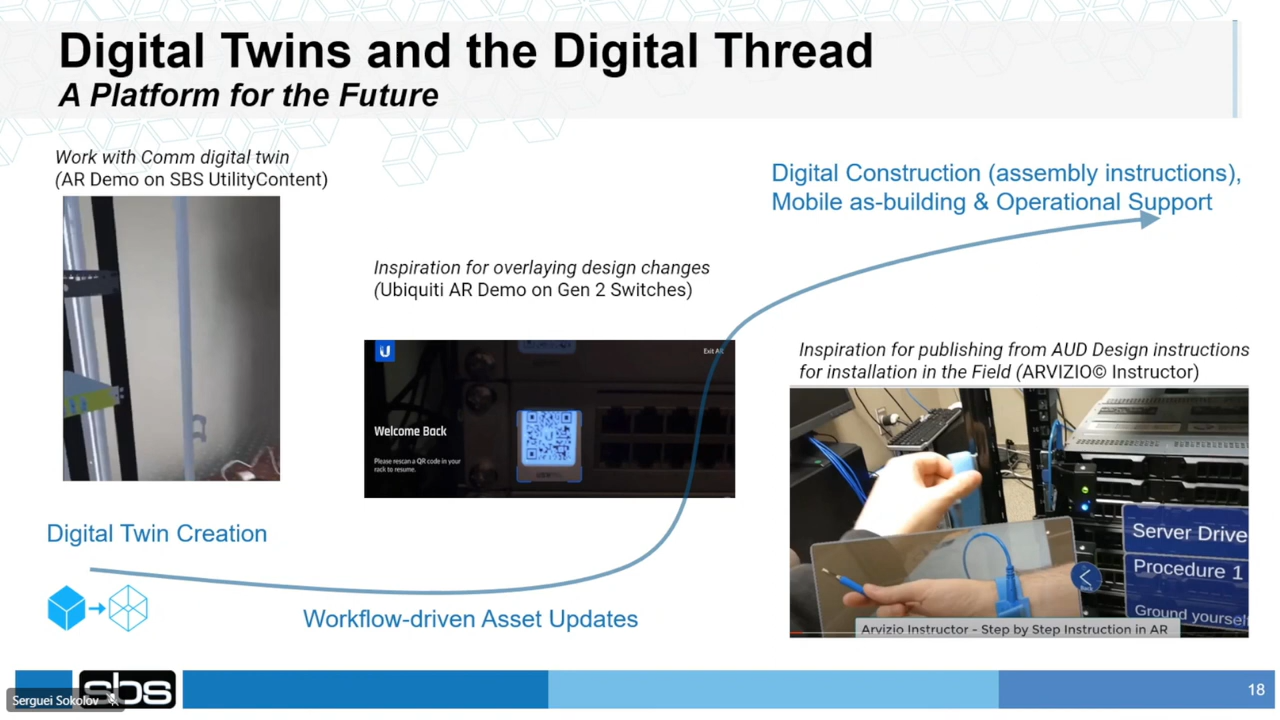 Digital Twins and the Digital Thread
A Platform for the Future
Work with Comm digital twin
(AR Demo on SBS UtilityContent)
Digital Construction (assembly instructions),
Mobile as-building & Operational Support
Inspiration for overlaying design changes
(Ubiquiti AR Demo on Gen 2 Switches)
Exit AR
Welcome Back
Please rescan a QR code in your
rack to resume.
Inspiration for publishing from AUD Design instructions
for installation in the Field (ARVIZIO© Instructor)
Server Drive
Procedure 1
Back
Ground yourself
Arvizio Instructor - Step by Step Instruction in AR
Digital Twin Creation
Workflow-driven Asset Updates
sbs
Serguei Sokolov
18